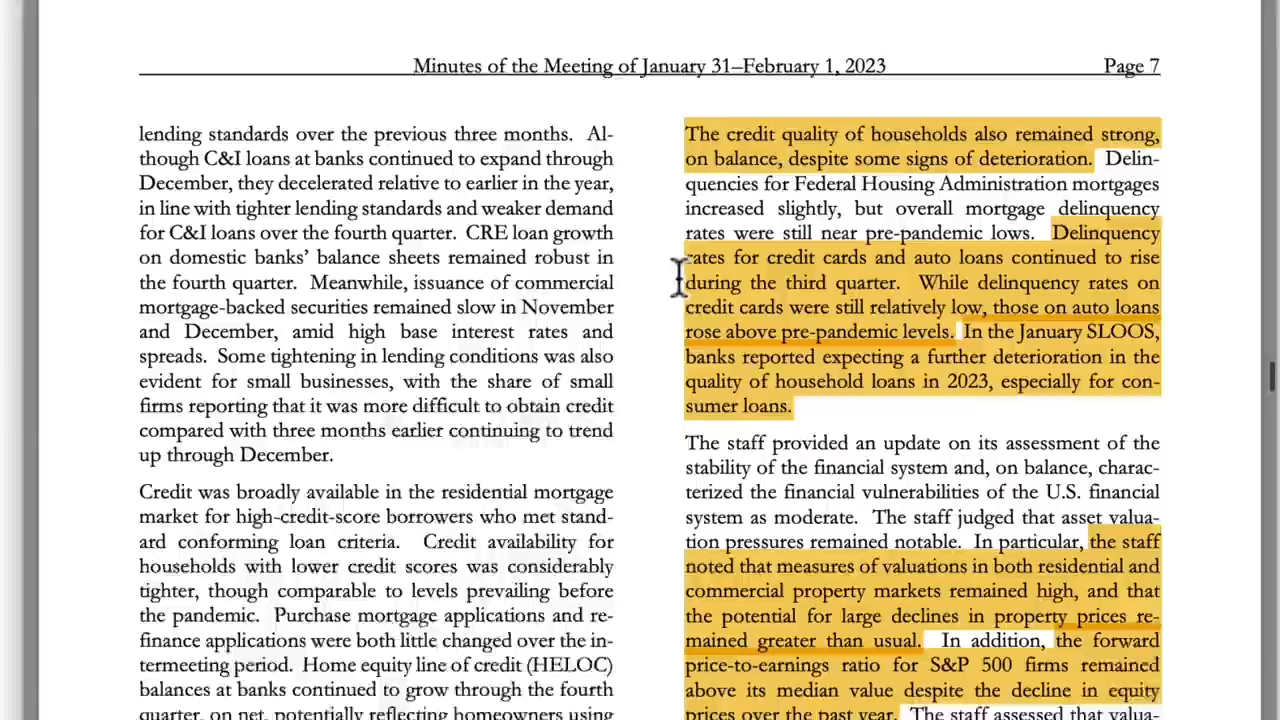 Minutes of the Meeting of January 31–February 1, 2023
Page 7
lending standards over the previous three months. Al-
though C&I loans at banks continued to expand through
December, they decelerated relative to earlier in the year,
in line with tighter lending standards and weaker demand
for C&I loans over the fourth quarter. CRE loan growth
on domestic banks’ balance sheets remained robust in
the fourth quarter. Meanwhile, issuance of commercial
mortgage-backed securities remained slow in November
and December, amid high base interest rates and
spreads. Some tightening in lending conditions was also
evident for small businesses, with the share of small
firms reporting that it was more difficult to obtain credit
compared with three months earlier continuing to trend
up through December.
Credit was broadly available in the residential mortgage
market for high-credit-score borrowers who met stand-
ard conforming loan criteria. Credit availability for
households with lower credit scores was considerably
tighter, though comparable to levels prevailing before
the pandemic. Purchase mortgage applications and re-
finance applications were both little changed over the in-
termeeting period. Home equity line of credit (HELOC)
balances at banks continued to grow through the fourth
quarter, on net, potentially reflecting homeowners using
The credit quality of households also remained strong,
on balance, despite some signs of deterioration. Delin-
quencies for Federal Housing Administration mortgages
increased slightly, but overall mortgage delinquency
rates were still near pre-pandemic lows. Delinquency
rates for credit cards and auto loans continued to rise
during the third quarter. While delinquency rates on
credit cards were still relatively low, those on auto loans
rose above pre-pandemic levels. In the January SLOOS,
banks reported expecting a further deterioration in the
quality of household loans in 2023, especially for con-
sumer loans.
The staff provided an update on its assessment of the
stability of the financial system and, on balance, charac-
terized the financial vulnerabilities of the U.S. financial
system as moderate. The staff judged that asset valua-
tion pressures remained notable. In particular, the staff
noted that measures of valuations in both residential and
commercial property markets remained high, and that
the potential for large declines in property prices re-
mained greater than usual. In addition, the forward
price-to-earnings ratio for S&P 500 firms remained
above its median value despite the decline in equity
prices over the past year. The staff assessed that valua-